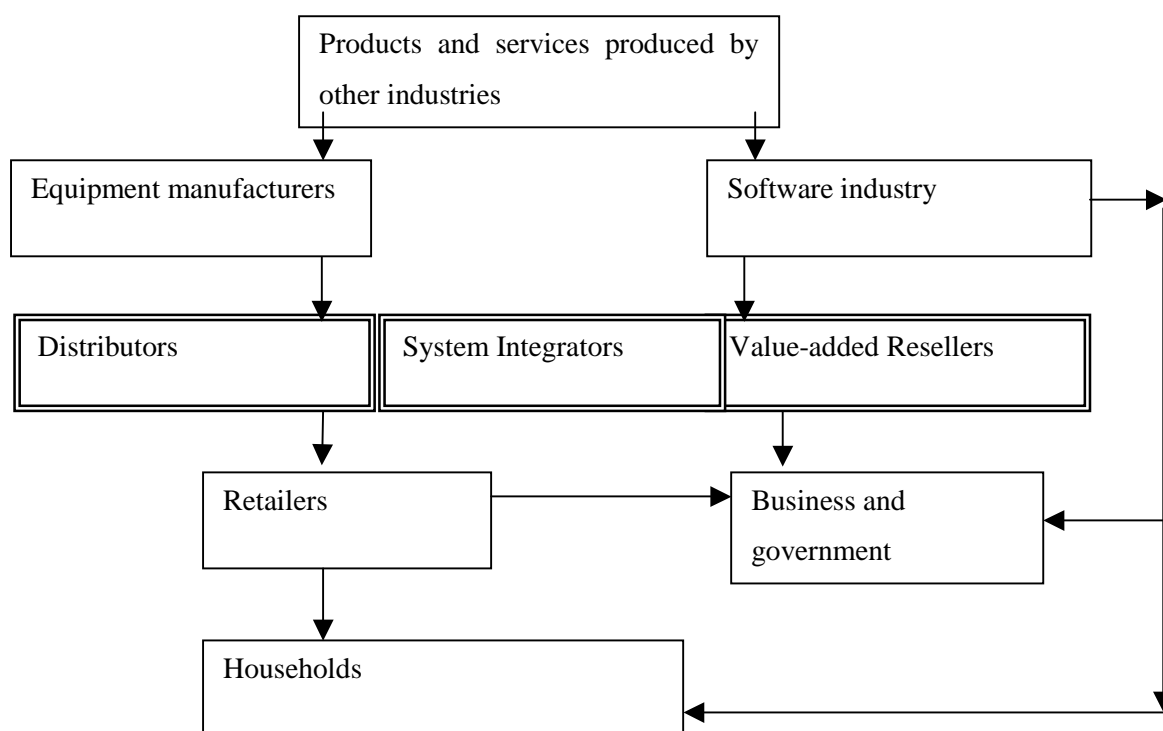 Products and services produced by
other industries
Equipment manufacturers
Software industry
Distributors
System Integrators
Value-added Resellers
Retailers
Business and
government
Households